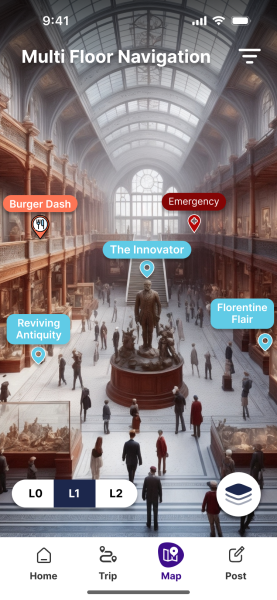 9:41
Multi Floor Navigation
Burger Dash
Emergency
The Innovator
Florentine
Flair
Reviving
Antiquity
L0 L1 L2
Home Trip Map Post